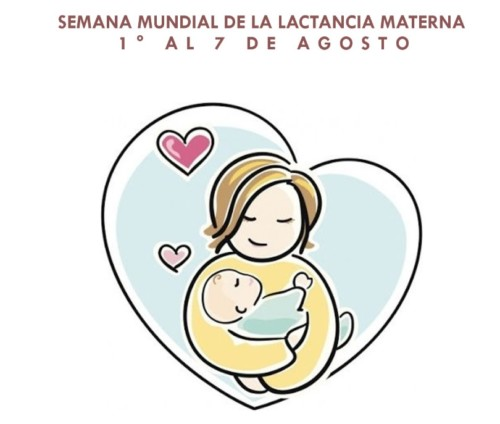 SEMANA MUNDIAL DE LA LACTANCIA MATERNA
1° AL 7 DE AGOSTO